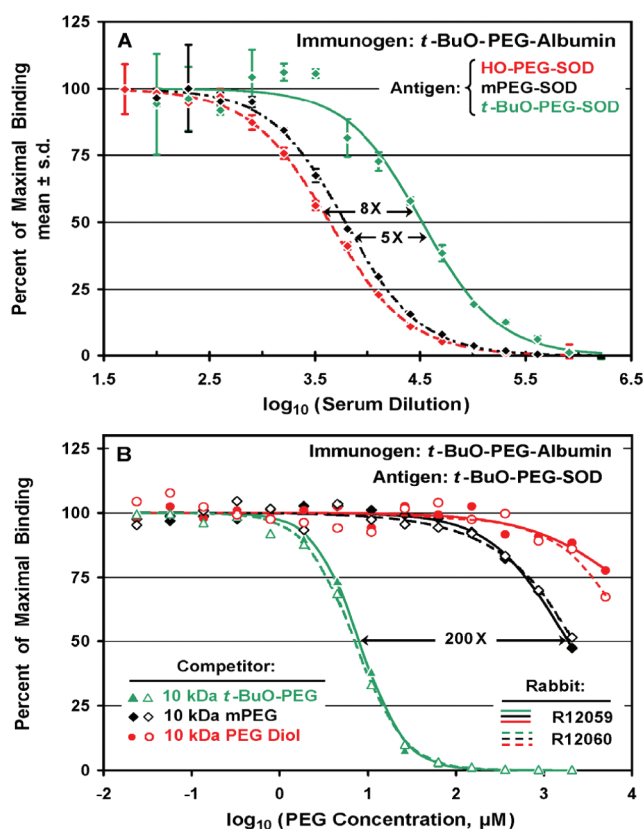 A
Immunogen: t-BuO-PEG-Albumin
Antigen:
HO-PEG-SOD
mPEG-SOD
t-BuO-PEG-SOD
Percent of Maximal Binding
mean ± s.d.
125
100
75
50
25
0
8X
5X
1.5 2.5 3.5 4.5 5.5 6.5
log10 (Serum Dilution)
B
Immunogen: t-BuO-PEG-Albumin
Antigen: t-BuO-PEG-SOD
Percent of Maximal Binding
125
100
75
50
25
0
200 X
Competitor:
10 kDa t-BuO-PEG
10 kDa mPEG
10 kDa PEG Diol
Rabbit:
R12059
R12060
-2 -1 0 1 2 3 4
log10 (PEG Concentration, µM)